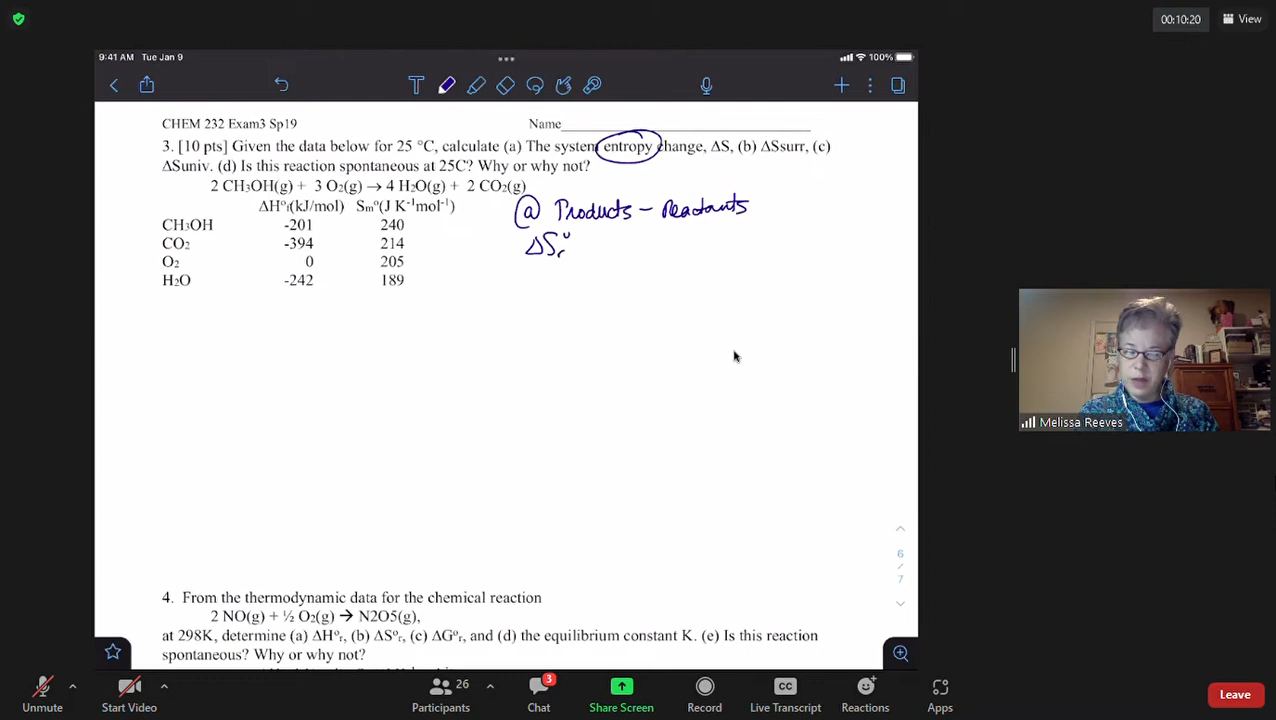 00:10:20
View
9:41 AM Tue Jan 9
100%
CHEM 232 Exam3 Sp19 Name
3. [10 pts] Given the data below for 25 °C, calculate (a) The system entropy change, ΔS, (b) ΔSsurr, (c)
ΔSuniv. (d) Is this reaction spontaneous at 25C? Why or why not?
2 CH₃OH(g) + 3 O₂(g) → 4 H₂O(g) + 2 CO₂(g)
ΔH°f(kJ/mol) Sm°(J K⁻¹mol⁻¹)
CH₃OH -201 240
CO₂ -394 214
O₂ 0 205
H₂O -242 189
(a) Products – Reactants
ΔSr°
6
/
7
4. From the thermodynamic data for the chemical reaction
2 NO(g) + ½ O₂(g) → N2O5(g),
at 298K, determine (a) ΔH°r, (b) ΔS°r, (c) ΔG°r, and (d) the equilibrium constant K. (e) Is this reaction
spontaneous? Why or why not?
Melissa Reeves
Unmute
Start Video
26
Participants
3
Chat
Share Screen
Record
CC
Live Transcript
Reactions
Apps
Leave